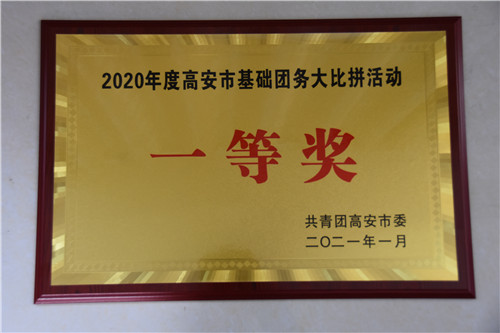 2020年度高安市基础团务大比拼活动
一等奖
共青团高安市委
二〇二一年一月